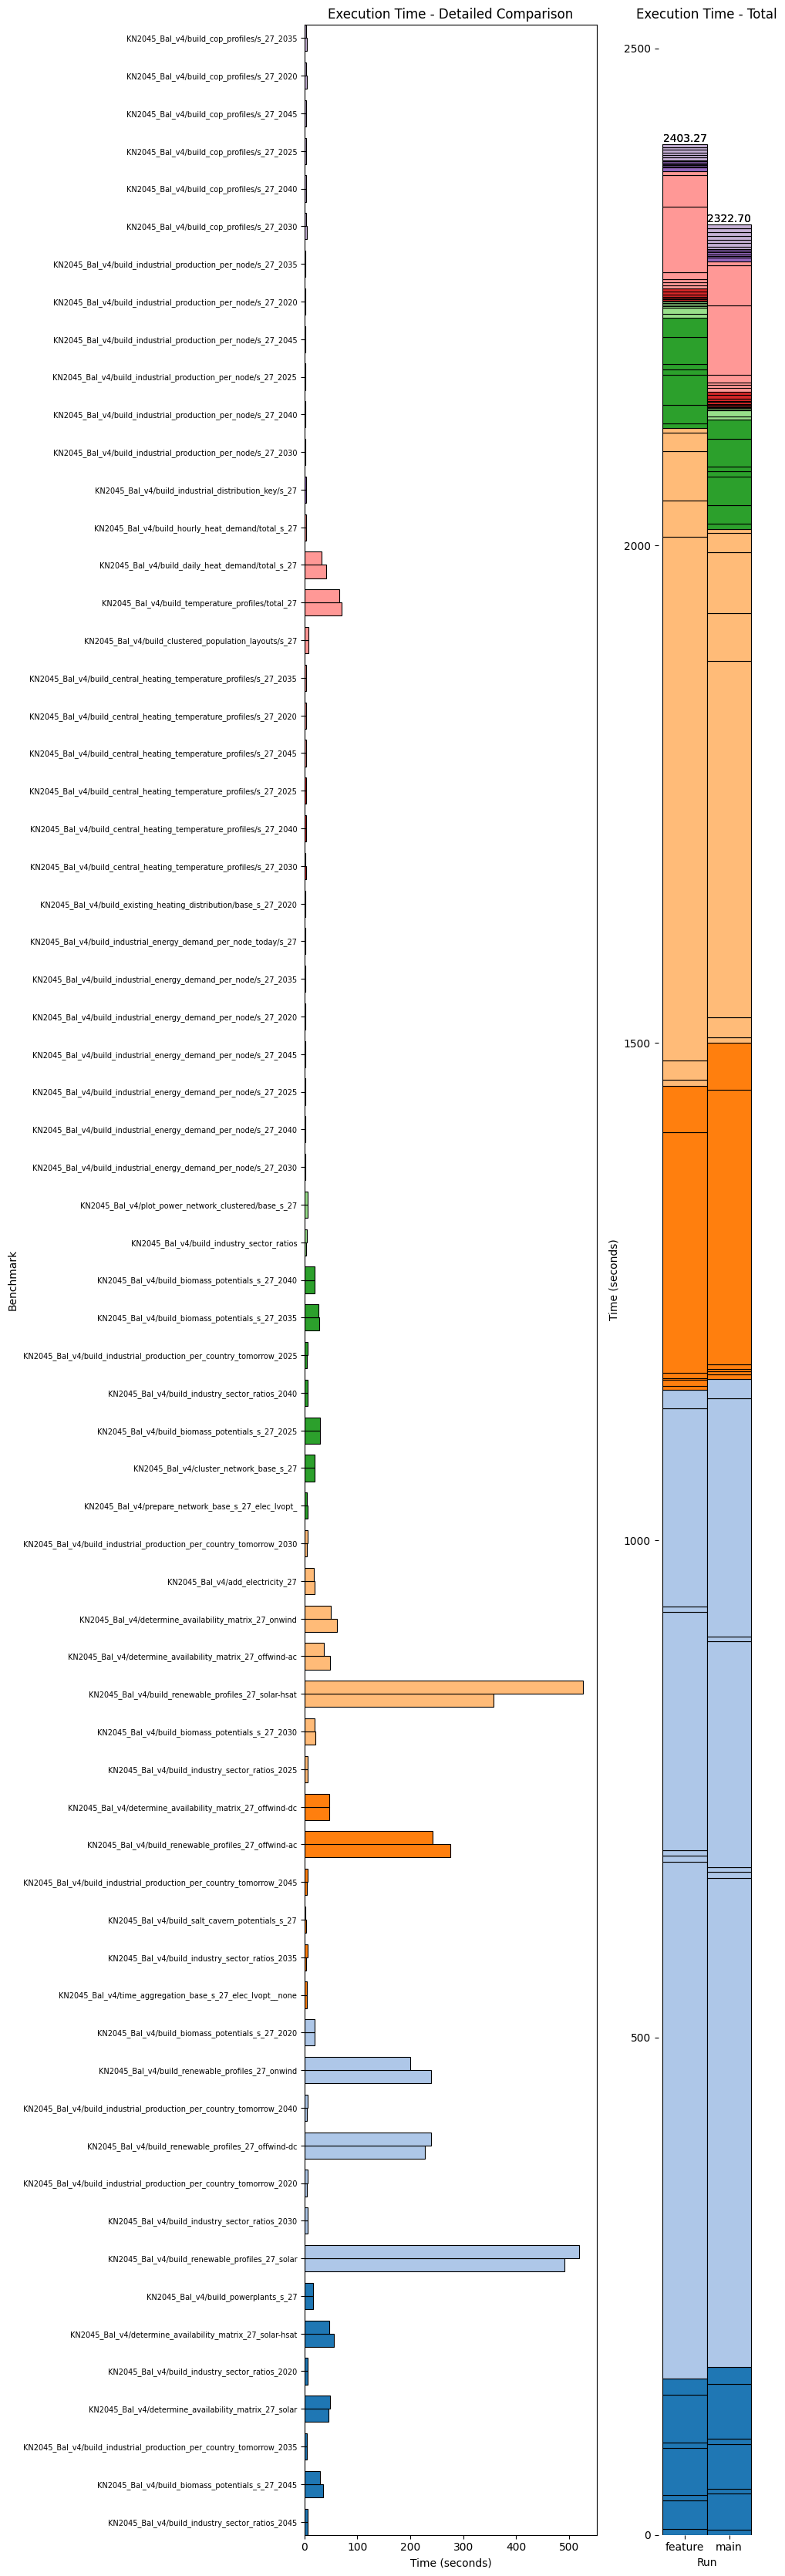 Execution Time - Detailed Comparison
Execution Time - Total
KN2045_Bal_v4/build_cop_profiles/s_27_2035
KN2045_Bal_v4/build_cop_profiles/s_27_2020
KN2045_Bal_v4/build_cop_profiles/s_27_2045
KN2045_Bal_v4/build_cop_profiles/s_27_2025
KN2045_Bal_v4/build_cop_profiles/s_27_2040
KN2045_Bal_v4/build_cop_profiles/s_27_2030
KN2045_Bal_v4/build_industrial_production_per_node/s_27_2035
KN2045_Bal_v4/build_industrial_production_per_node/s_27_2020
KN2045_Bal_v4/build_industrial_production_per_node/s_27_2045
KN2045_Bal_v4/build_industrial_production_per_node/s_27_2025
KN2045_Bal_v4/build_industrial_production_per_node/s_27_2040
KN2045_Bal_v4/build_industrial_production_per_node/s_27_2030
KN2045_Bal_v4/build_industrial_distribution_key/s_27
KN2045_Bal_v4/build_hourly_heat_demand/total_s_27
KN2045_Bal_v4/build_daily_heat_demand/total_s_27
KN2045_Bal_v4/build_temperature_profiles/total_27
KN2045_Bal_v4/build_clustered_population_layouts/s_27
KN2045_Bal_v4/build_central_heating_temperature_profiles/s_27_2035
KN2045_Bal_v4/build_central_heating_temperature_profiles/s_27_2020
KN2045_Bal_v4/build_central_heating_temperature_profiles/s_27_2045
KN2045_Bal_v4/build_central_heating_temperature_profiles/s_27_2025
KN2045_Bal_v4/build_central_heating_temperature_profiles/s_27_2040
KN2045_Bal_v4/build_central_heating_temperature_profiles/s_27_2030
KN2045_Bal_v4/build_existing_heating_distribution/base_s_27_2020
KN2045_Bal_v4/build_industrial_energy_demand_per_node_today/s_27
KN2045_Bal_v4/build_industrial_energy_demand_per_node/s_27_2035
KN2045_Bal_v4/build_industrial_energy_demand_per_node/s_27_2020
KN2045_Bal_v4/build_industrial_energy_demand_per_node/s_27_2045
KN2045_Bal_v4/build_industrial_energy_demand_per_node/s_27_2025
KN2045_Bal_v4/build_industrial_energy_demand_per_node/s_27_2040
KN2045_Bal_v4/build_industrial_energy_demand_per_node/s_27_2030
KN2045_Bal_v4/plot_power_network_clustered/base_s_27
KN2045_Bal_v4/build_industry_sector_ratios
KN2045_Bal_v4/build_biomass_potentials_s_27_2040
KN2045_Bal_v4/build_biomass_potentials_s_27_2035
KN2045_Bal_v4/build_industrial_production_per_country_tomorrow_2025
KN2045_Bal_v4/build_industry_sector_ratios_2040
KN2045_Bal_v4/build_biomass_potentials_s_27_2025
KN2045_Bal_v4/cluster_network_base_s_27
KN2045_Bal_v4/prepare_network_base_s_27_elec_lvopt_
KN2045_Bal_v4/build_industrial_production_per_country_tomorrow_2030
KN2045_Bal_v4/add_electricity_27
KN2045_Bal_v4/determine_availability_matrix_27_onwind
KN2045_Bal_v4/determine_availability_matrix_27_offwind-ac
KN2045_Bal_v4/build_renewable_profiles_27_solar-hsat
KN2045_Bal_v4/build_biomass_potentials_s_27_2030
KN2045_Bal_v4/build_industry_sector_ratios_2025
KN2045_Bal_v4/determine_availability_matrix_27_offwind-dc
KN2045_Bal_v4/build_renewable_profiles_27_offwind-ac
KN2045_Bal_v4/build_industrial_production_per_country_tomorrow_2045
KN2045_Bal_v4/build_salt_cavern_potentials_s_27
KN2045_Bal_v4/build_industry_sector_ratios_2035
KN2045_Bal_v4/time_aggregation_base_s_27_elec_lvopt__none
KN2045_Bal_v4/build_biomass_potentials_s_27_2020
KN2045_Bal_v4/build_renewable_profiles_27_onwind
KN2045_Bal_v4/build_industrial_production_per_country_tomorrow_2040
KN2045_Bal_v4/build_renewable_profiles_27_offwind-dc
KN2045_Bal_v4/build_industrial_production_per_country_tomorrow_2020
KN2045_Bal_v4/build_industry_sector_ratios_2030
KN2045_Bal_v4/build_renewable_profiles_27_solar
KN2045_Bal_v4/build_powerplants_s_27
KN2045_Bal_v4/determine_availability_matrix_27_solar-hsat
KN2045_Bal_v4/build_industry_sector_ratios_2020
KN2045_Bal_v4/determine_availability_matrix_27_solar
KN2045_Bal_v4/build_industrial_production_per_country_tomorrow_2035
KN2045_Bal_v4/build_biomass_potentials_s_27_2045
KN2045_Bal_v4/build_industry_sector_ratios_2045
Benchmark
0 100 200 300 400 500
Time (seconds)
2500
2000
1500
1000
500
0
Time (seconds)
2403.27
2322.70
feature main
Run